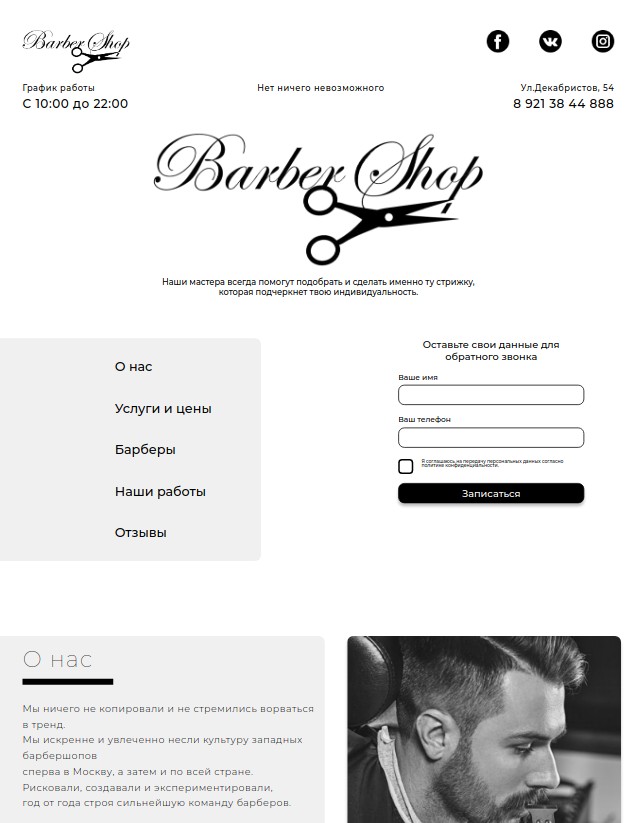 Barber Shop
График работы
С 10:00 до 22:00
Нет ничего невозможного
Ул.Декабристов, 54
8 921 38 44 888
Barber Shop
Наши мастера всегда помогут подобрать и сделать именно ту стрижку,
которая подчеркнет твою индивидуальность.
О нас
Услуги и цены
Барберы
Наши работы
Отзывы
Оставьте свои данные для
обратного звонка
Ваше имя
Ваш телефон
Я соглашаюсь на передачу персональных данных согласно
политике конфиденциальности.
Записаться
О нас
Мы ничего не копировали и не стремились ворваться
в тренд.
Мы искренне и увлеченно несли культуру западных
барбершопов
сперва в Москву, а затем и по всей стране.
Рисковали, создавали и экспериментировали,
год от года строя сильнейшую команду барберов.